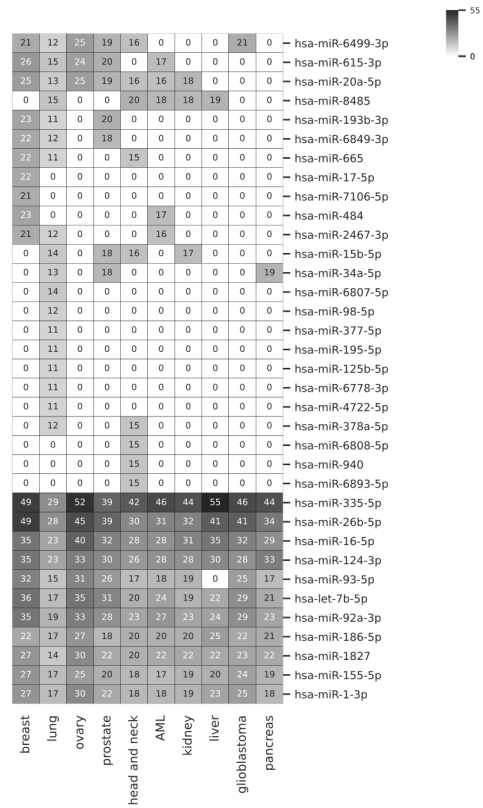 55
0
21 12 25 19 16 0 0 0 21 0 hsa-miR-6499-3p
26 15 24 20 0 17 0 0 0 0 hsa-miR-615-3p
25 13 25 19 16 16 18 0 0 0 hsa-miR-20a-5p
0 15 0 0 20 18 18 19 0 0 hsa-miR-8485
23 11 0 20 0 0 0 0 0 0 hsa-miR-193b-3p
22 12 0 18 0 0 0 0 0 0 hsa-miR-6849-3p
22 11 0 0 15 0 0 0 0 0 hsa-miR-665
22 0 0 0 0 0 0 0 0 0 hsa-miR-17-5p
21 0 0 0 0 0 0 0 0 0 hsa-miR-7106-5p
23 0 0 0 0 17 0 0 0 0 hsa-miR-484
21 12 0 0 0 16 0 0 0 0 hsa-miR-2467-3p
0 14 0 18 16 0 17 0 0 0 hsa-miR-15b-5p
0 13 0 18 0 0 0 0 0 19 hsa-miR-34a-5p
0 14 0 0 0 0 0 0 0 0 hsa-miR-6807-5p
0 12 0 0 0 0 0 0 0 0 hsa-miR-98-5p
0 11 0 0 0 0 0 0 0 0 hsa-miR-377-5p
0 11 0 0 0 0 0 0 0 0 hsa-miR-195-5p
0 11 0 0 0 0 0 0 0 0 hsa-miR-125b-5p
0 11 0 0 0 0 0 0 0 0 hsa-miR-6778-3p
0 11 0 0 0 0 0 0 0 0 hsa-miR-4722-5p
0 12 0 0 15 0 0 0 0 0 hsa-miR-378a-5p
0 0 0 0 15 0 0 0 0 0 hsa-miR-6808-5p
0 0 0 0 15 0 0 0 0 0 hsa-miR-940
0 0 0 0 15 0 0 0 0 0 hsa-miR-6893-5p
49 29 52 39 42 46 44 55 46 44 hsa-miR-335-5p
49 28 45 39 30 31 32 41 41 34 hsa-miR-26b-5p
35 23 40 32 28 28 31 35 32 29 hsa-miR-16-5p
35 23 33 30 26 28 28 30 28 33 hsa-miR-124-3p
32 15 31 26 17 18 19 0 25 17 hsa-miR-93-5p
36 17 35 31 20 24 19 22 29 21 hsa-let-7b-5p
35 19 33 28 23 27 23 24 29 23 hsa-miR-92a-3p
22 17 27 18 20 20 20 25 22 21 hsa-miR-186-5p
27 14 30 22 20 22 22 22 23 22 hsa-miR-1827
27 17 25 20 18 17 19 20 24 19 hsa-miR-155-5p
27 17 30 22 18 18 19 23 25 18 hsa-miR-1-3p
breast
lung
ovary
prostate
head and neck
AML
kidney
liver
glioblastoma
pancreas